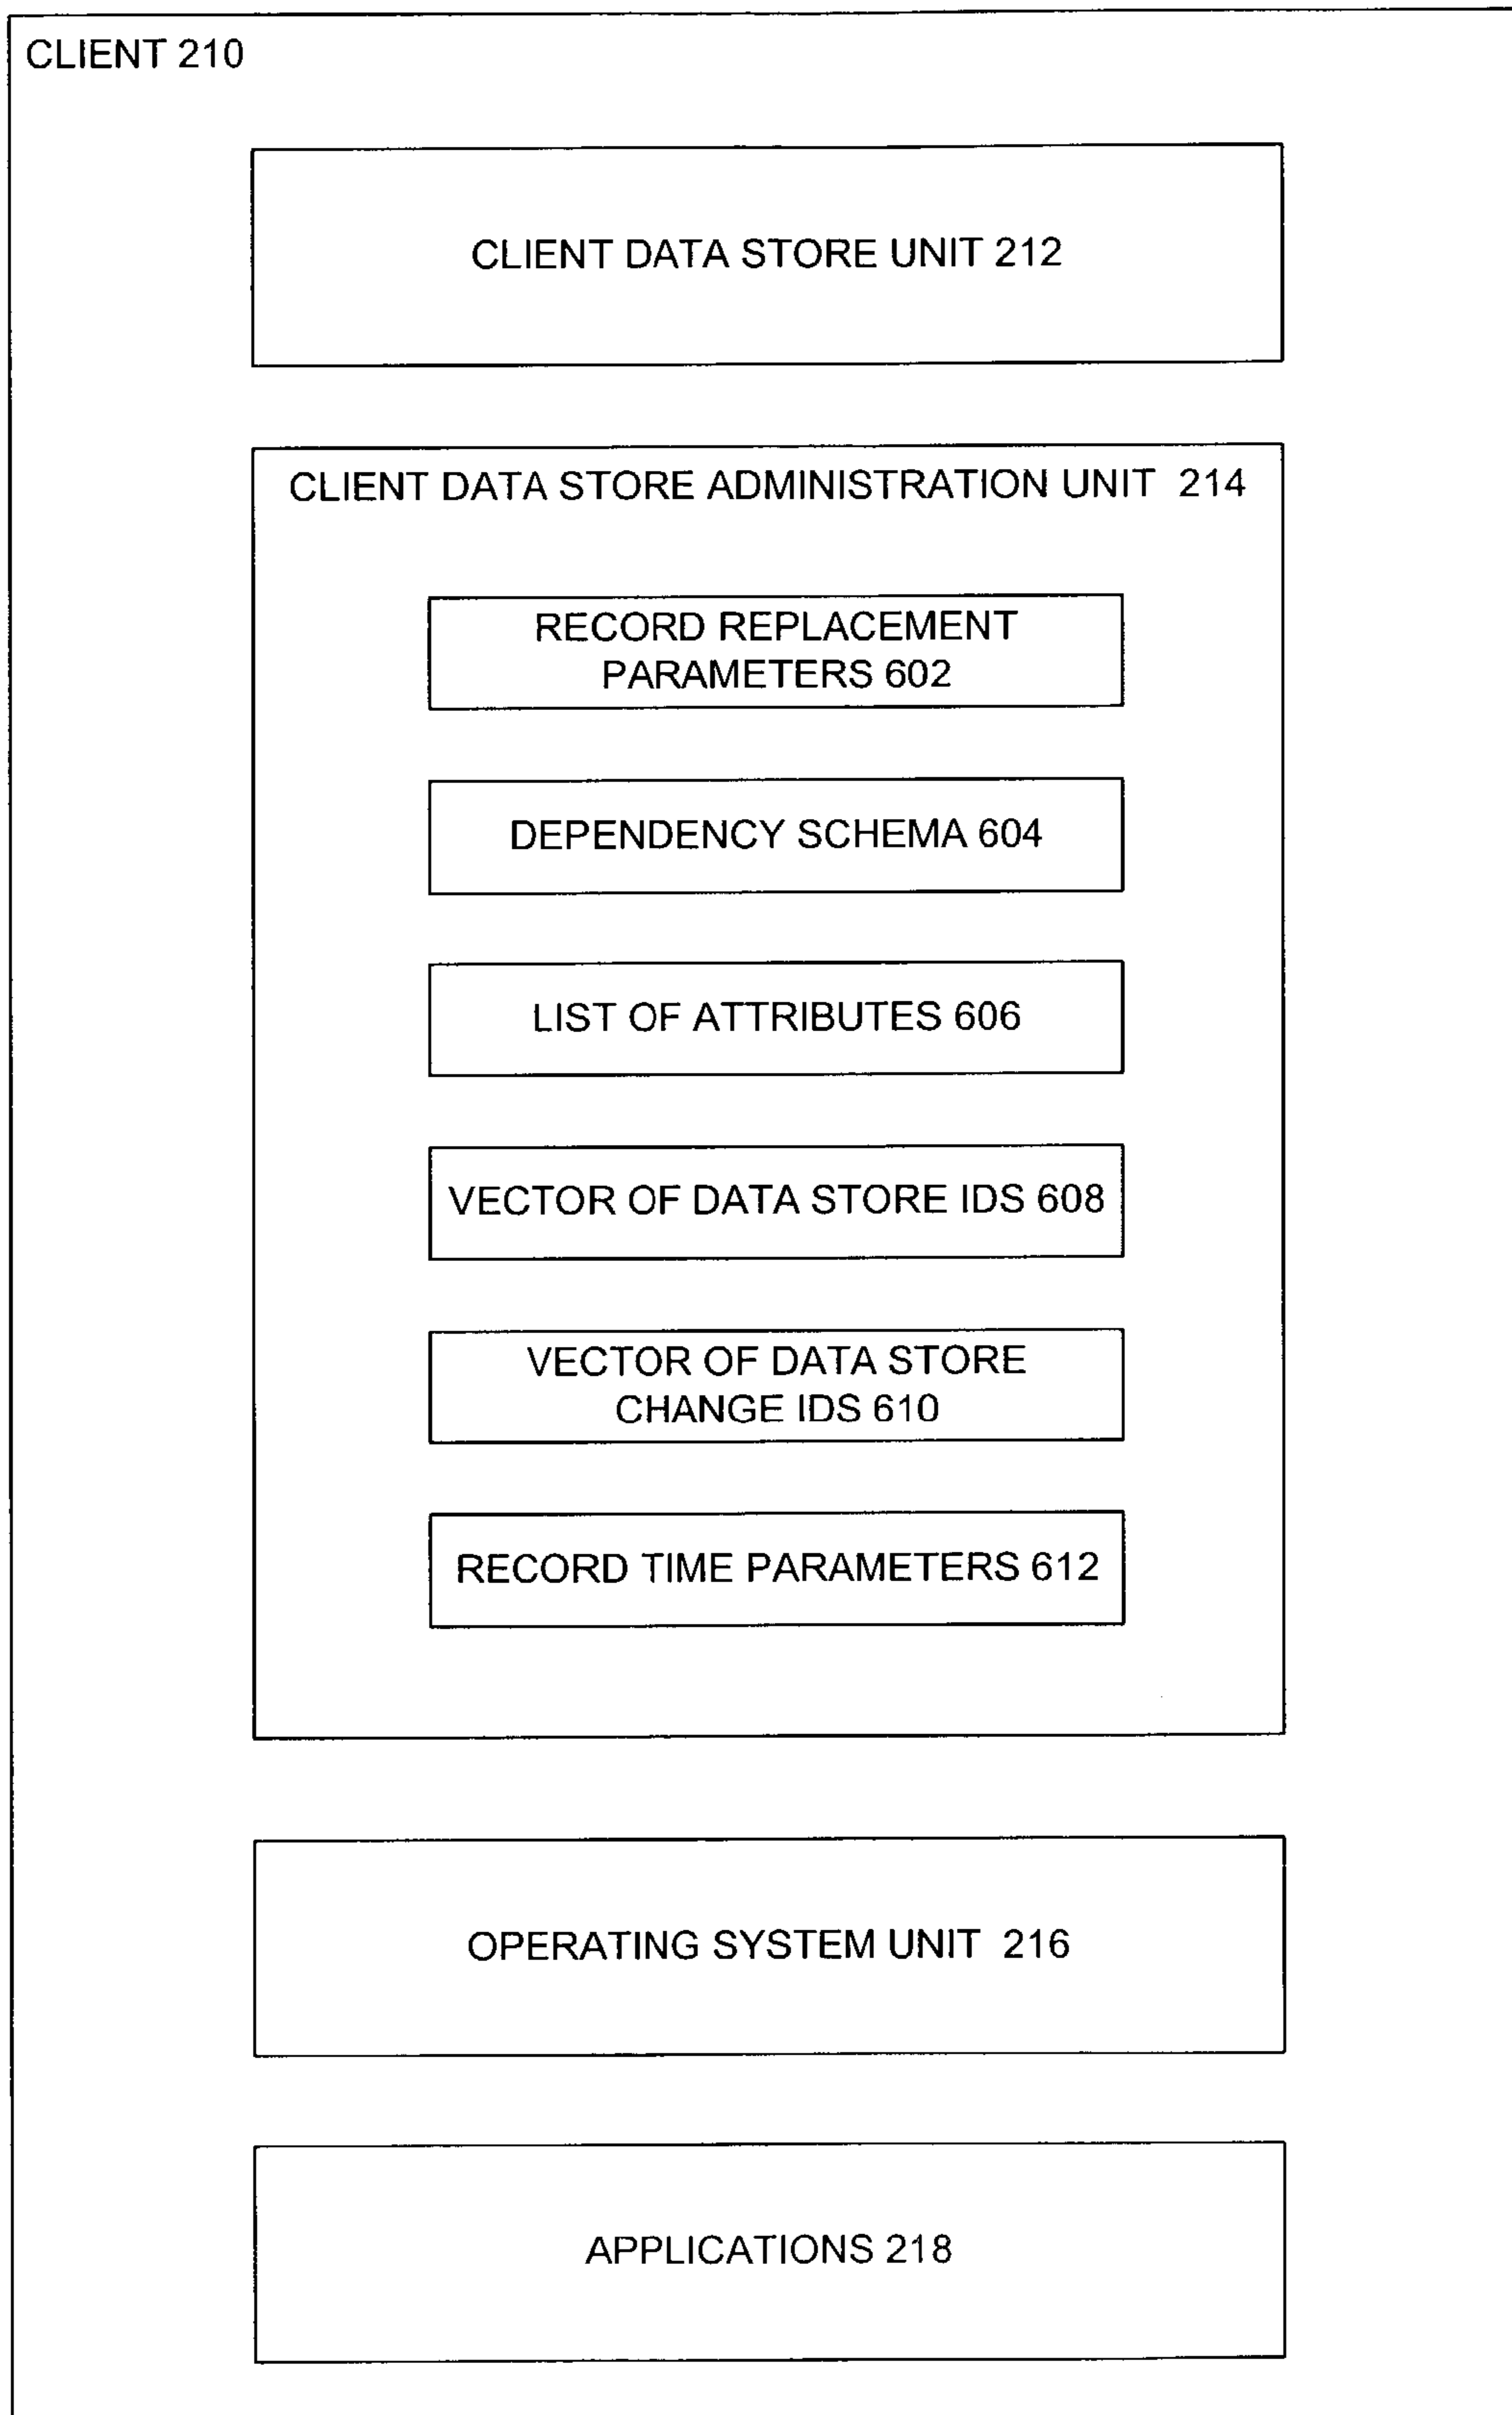 CLIENT 210
CLIENT DATA STORE UNIT 212
CLIENT DATA STORE ADMINISTRATION UNIT 214
RECORD REPLACEMENT
PARAMETERS 602
DEPENDENCY SCHEMA 604
LIST OF ATTRIBUTES 606
VECTOR OF DATA STORE IDS 608
VECTOR OF DATA STORE
CHANGE IDS 610
RECORD TIME PARAMETERS 612
OPERATING SYSTEM UNIT 216
APPLICATIONS 218